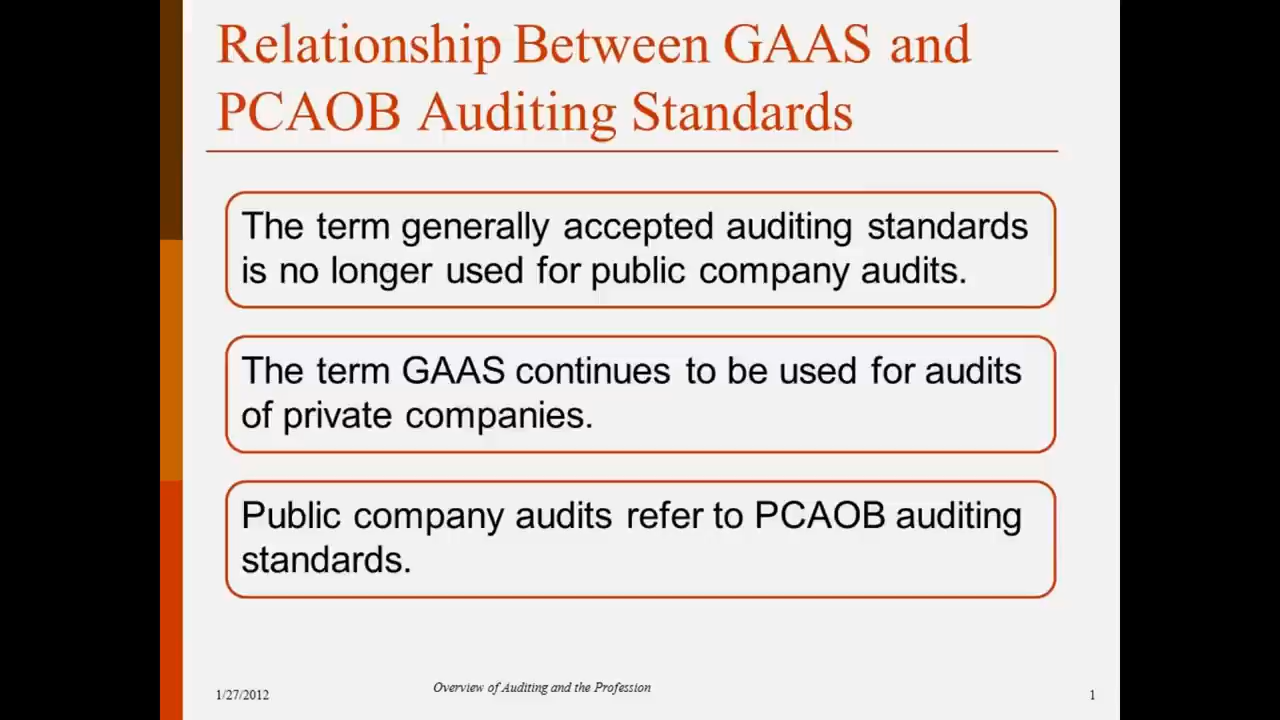 Relationship Between GAAS and
PCAOB Auditing Standards
The term generally accepted auditing standards
is no longer used for public company audits.
The term GAAS continues to be used for audits
of private companies.
Public company audits refer to PCAOB auditing
standards.
1/27/2012
Overview of Auditing and the Profession
1